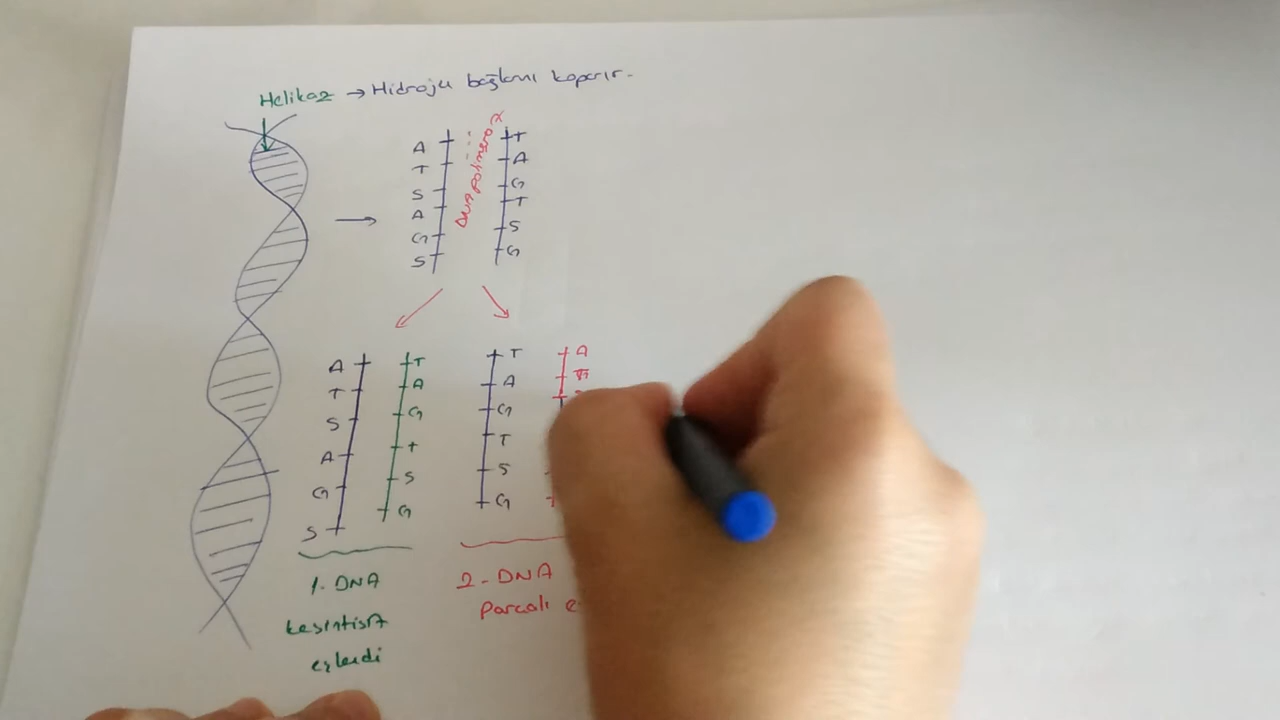 Helikaz → Hidrojen bağlarını koparır.
A T
T A
S G
A T
G S
S G
DNA polimeraz
A T T A
T A A
S G G
A T T
G S S
S G G
1. DNA
kesintisiz
eşlendi
2. DNA
Parçalı